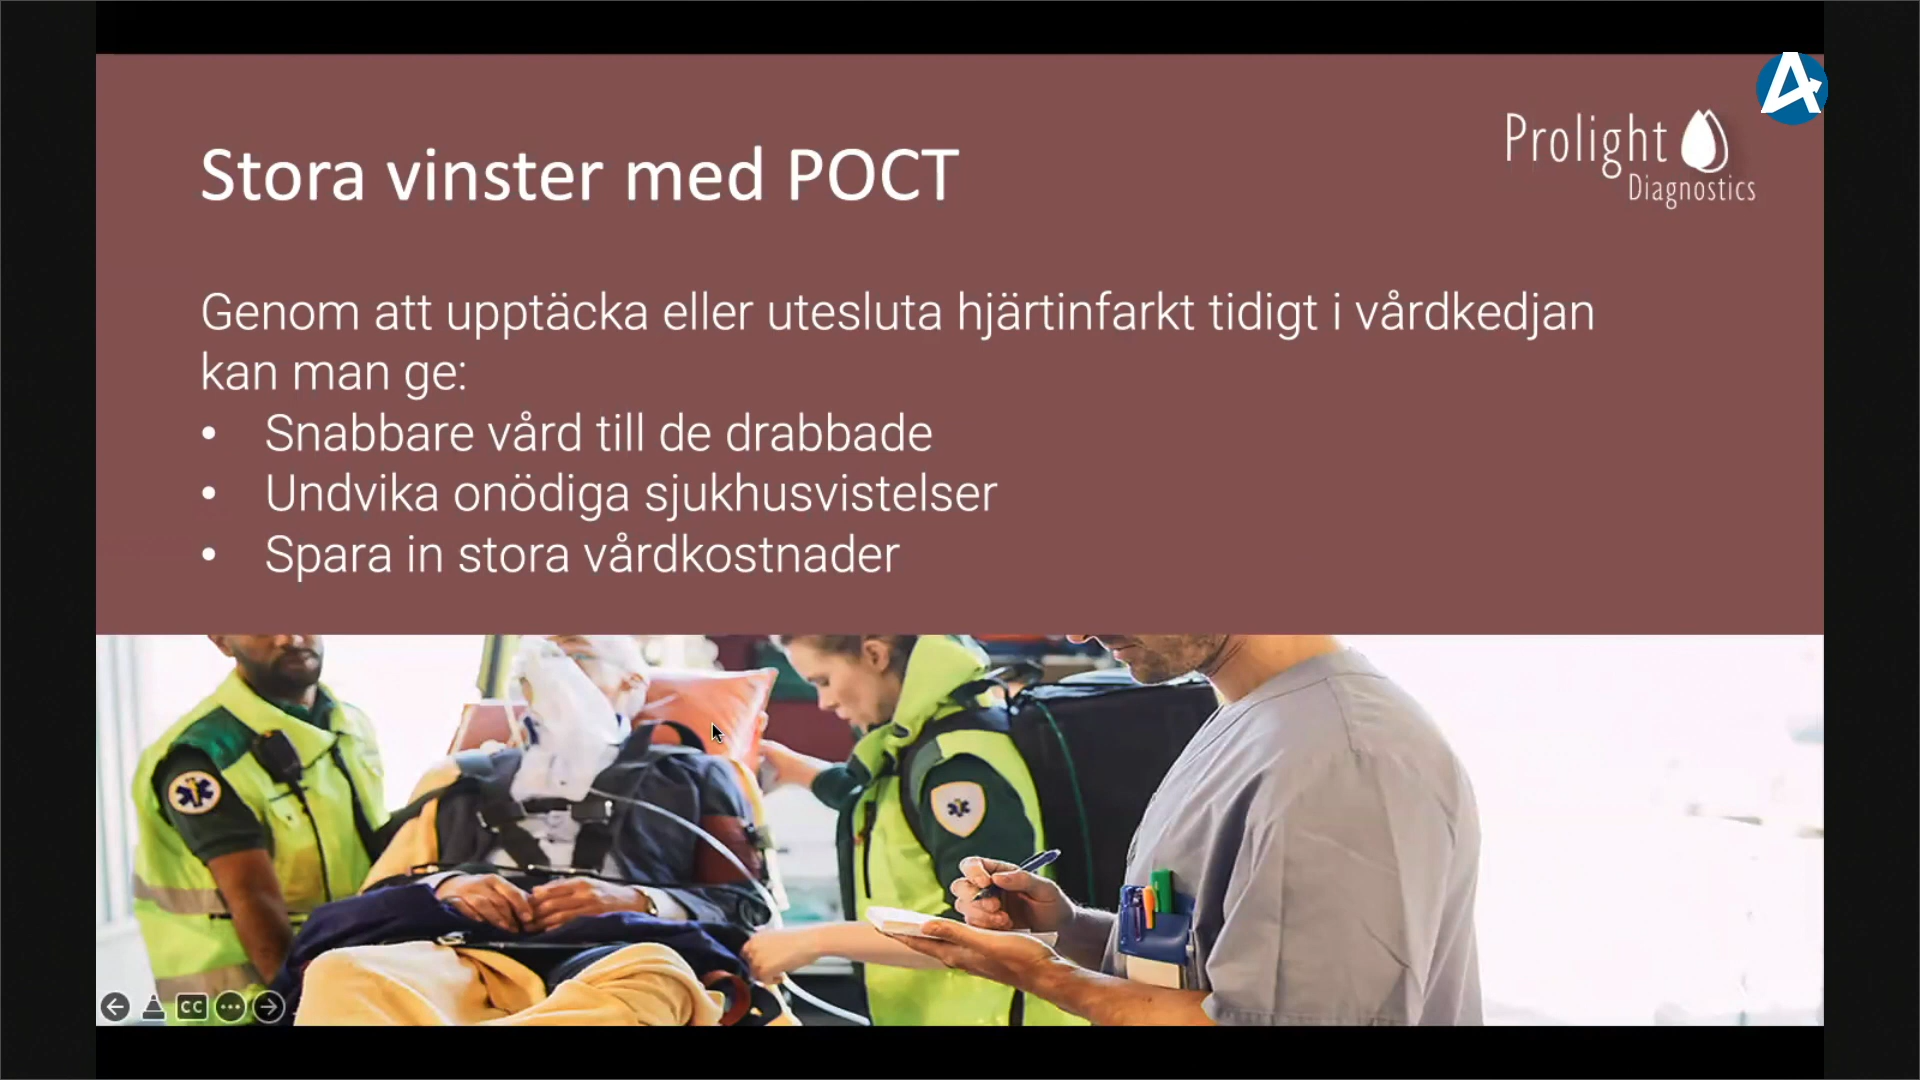 Stora vinster med POCT
Prolight
Diagnostics
Genom att upptäcka eller utesluta hjärtinfarkt tidigt i vårdkedjan
kan man ge:
• Snabbare vård till de drabbade
• Undvika onödiga sjukhusvistelser
• Spara in stora vårdkostnader
CC